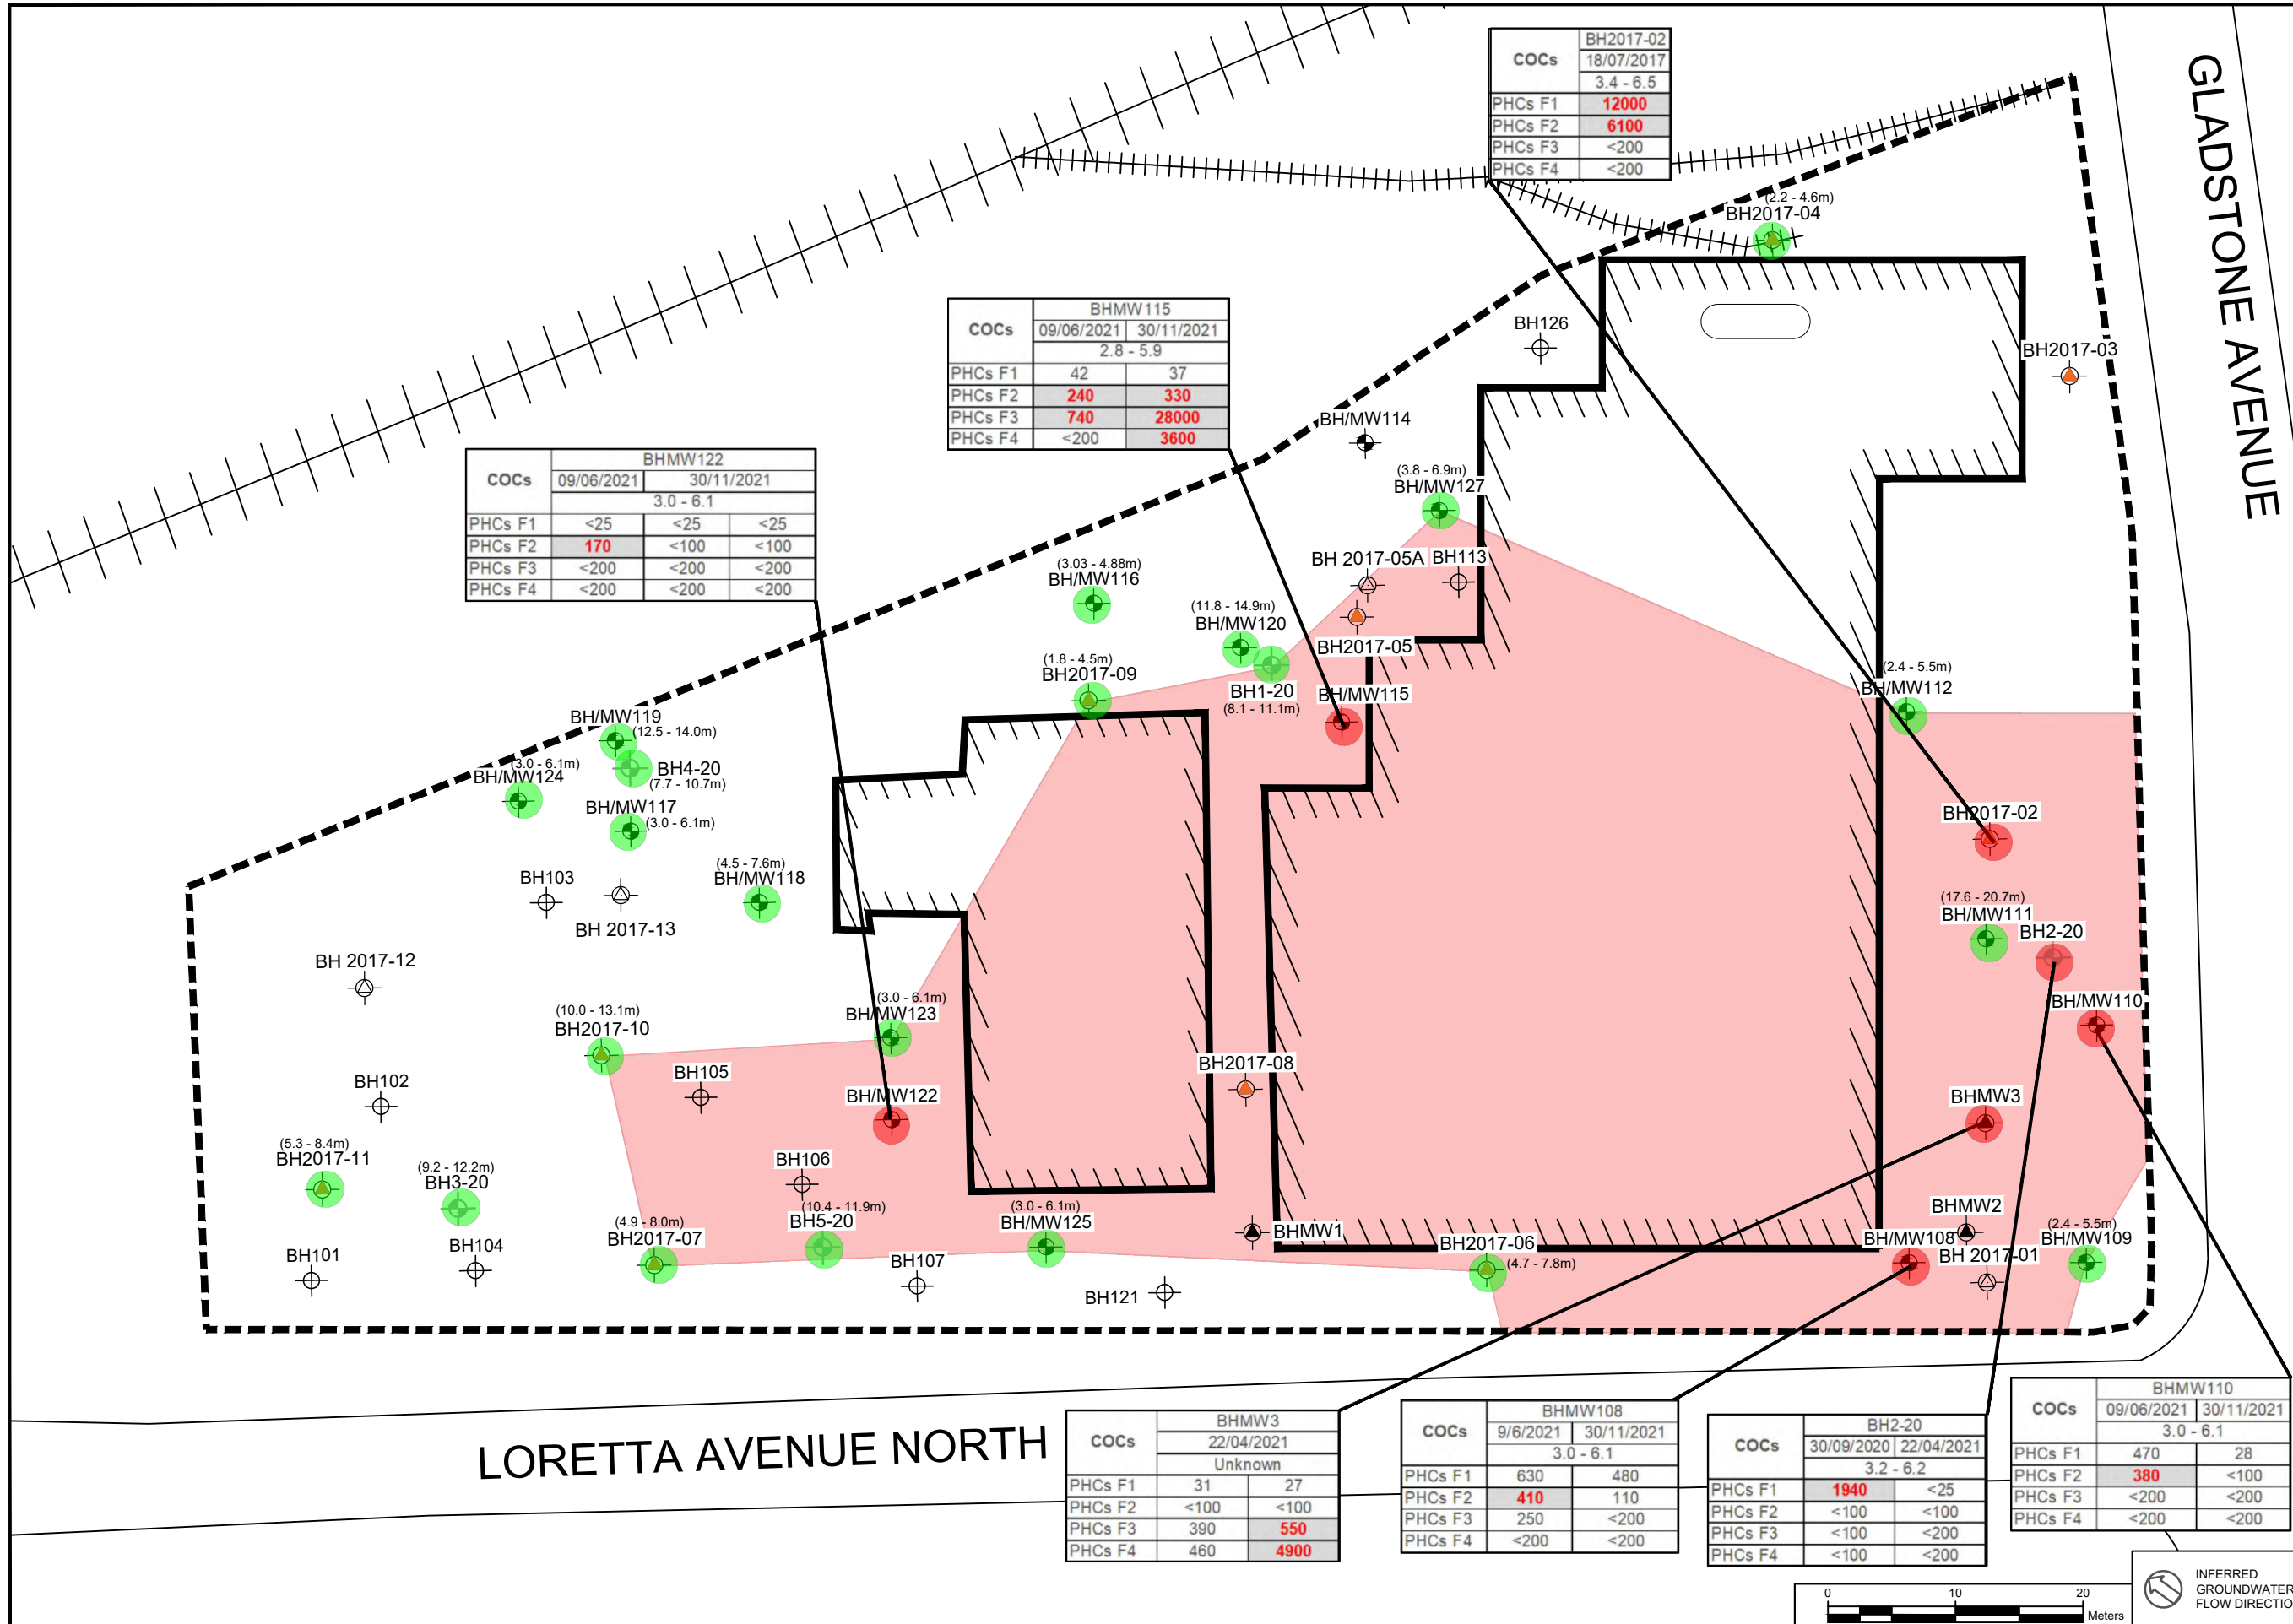 COCs BH2017-02
18/07/2017
3.4 - 6.5
PHCs F1 12000
PHCs F2 6100
PHCs F3 <200
PHCs F4 <200
GLADSTONE AVENUE
(2.2 - 4.6m)
BH2017-04
BH126
BH2017-03
COCs BHMW115
09/06/2021 30/11/2021
2.8 - 5.9
PHCs F1 42 37
PHCs F2 240 330
PHCs F3 740 28000
PHCs F4 <200 3600
BH/MW114
(3.8 - 6.9m)
BH/MW127
COCs BHMW122
09/06/2021 30/11/2021
3.0 - 6.1
PHCs F1 <25 <25 <25
PHCs F2 170 <100 <100
PHCs F3 <200 <200 <200
PHCs F4 <200 <200 <200
BH 2017-05A BH113
(3.03 - 4.88m)
BH/MW116
(11.8 - 14.9m)
BH/MW120
BH2017-05
(1.8 - 4.5m)
BH2017-09
BH1-20
(8.1 - 11.1m)
BH/MW115
(2.4 - 5.5m)
BH/MW112
BH/MW119
(12.5 - 14.0m)
(3.0 - 6.1m)
BH/MW124
BH4-20
(7.7 - 10.7m)
BH/MW117
(3.0 - 6.1m)
BH2017-02
(4.5 - 7.6m)
BH/MW118
BH103
BH 2017-13
(17.6 - 20.7m)
BH/MW111
BH2-20
BH 2017-12
(10.0 - 13.1m)
BH2017-10
(3.0 - 6.1m)
BH/MW123
BH/MW110
BH2017-08
BH105
BH102
BH/MW122
BHMW3
(5.3 - 8.4m)
BH2017-11
(9.2 - 12.2m)
BH3-20
BH106
(10.4 - 11.9m)
BH5-20
(3.0 - 6.1m)
BH/MW125
(4.9 - 8.0m)
BH2017-07
BHMW1
BHMW2
BH2017-06
(4.7 - 7.8m)
BH/MW108
BH 2017-01
(2.4 - 5.5m)
BH/MW109
BH101
BH104
BH107
BH121
LORETTA AVENUE NORTH
COCs BHMW3
22/04/2021
Unknown
PHCs F1 31 27
PHCs F2 <100 <100
PHCs F3 390 550
PHCs F4 460 4900
COCs BHMW108
9/6/2021 30/11/2021
3.0 - 6.1
PHCs F1 630 480
PHCs F2 410 110
PHCs F3 250 <200
PHCs F4 <200 <200
COCs BH2-20
30/09/2020 22/04/2021
3.2 - 6.2
PHCs F1 1940 <25
PHCs F2 <100 <100
PHCs F3 <100 <200
PHCs F4 <100 <200
COCs BHMW110
09/06/2021 30/11/2021
3.0 - 6.1
PHCs F1 470 28
PHCs F2 380 <100
PHCs F3 <200 <200
PHCs F4 <200 <200
0 10 20
Meters
INFERRED
GROUNDWATER
FLOW DIRECTIO